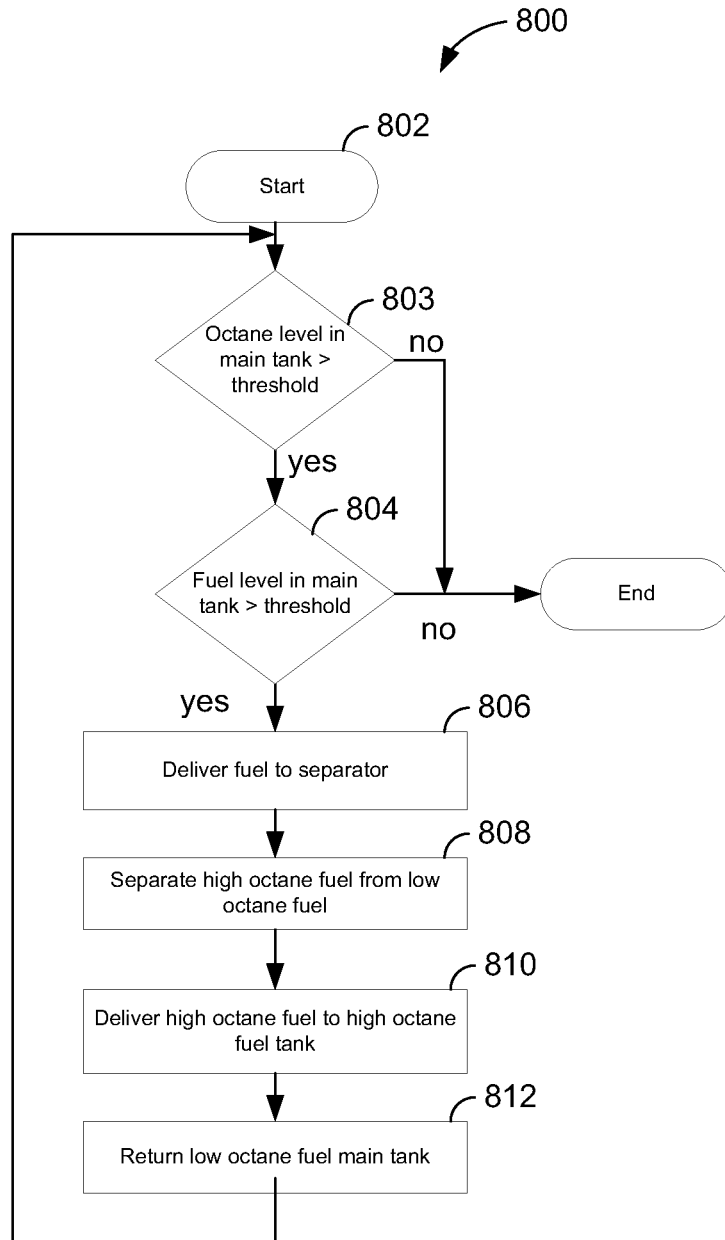 800
802
Start
803
Octane level in
main tank >
threshold
no
yes
804
Fuel level in main
tank > threshold
no
End
yes
806
Deliver fuel to separator
808
Separate high octane fuel from low
octane fuel
810
Deliver high octane fuel to high octane
fuel tank
812
Return low octane fuel main tank